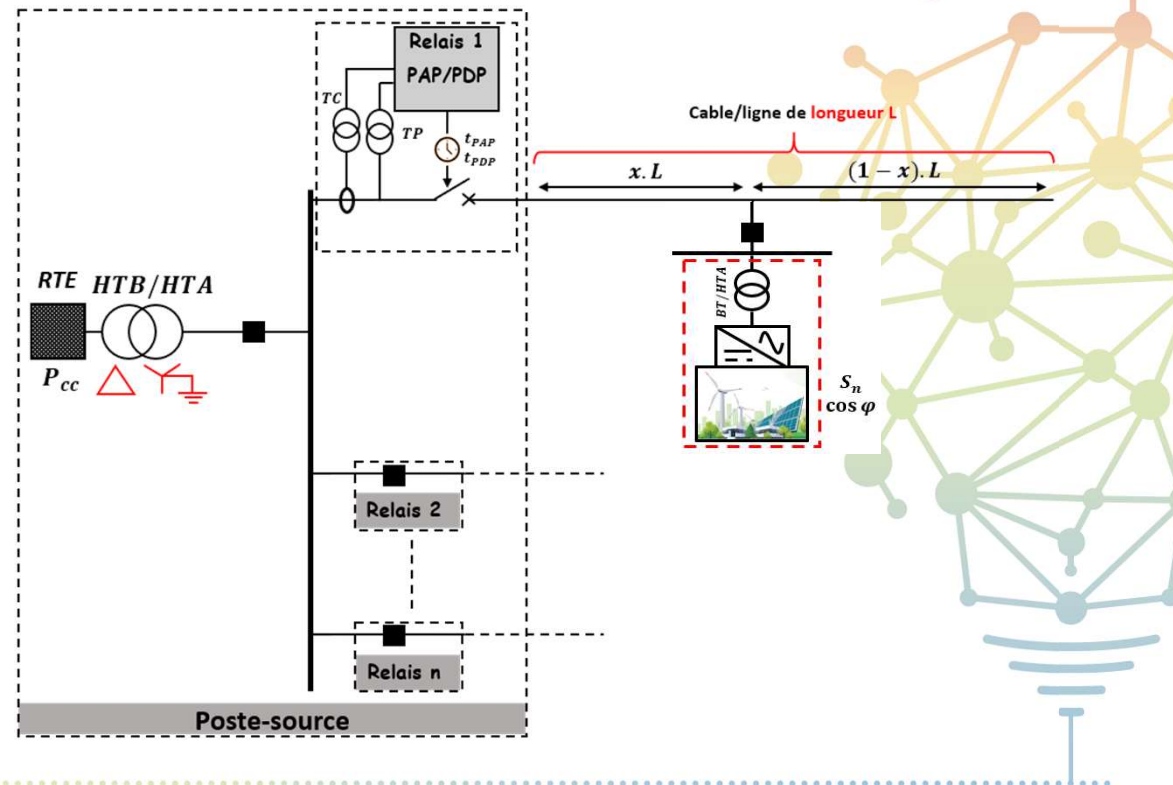 Relais 1
PAP/PDP
TC
TP
t_PAP
t_PDP
Cable/ligne de longueur L
x. L
(1 − x). L
RTE
HTB/HTA
P_CC
BT/HTA
S_n
cos φ
Relais 2
Relais n
Poste-source